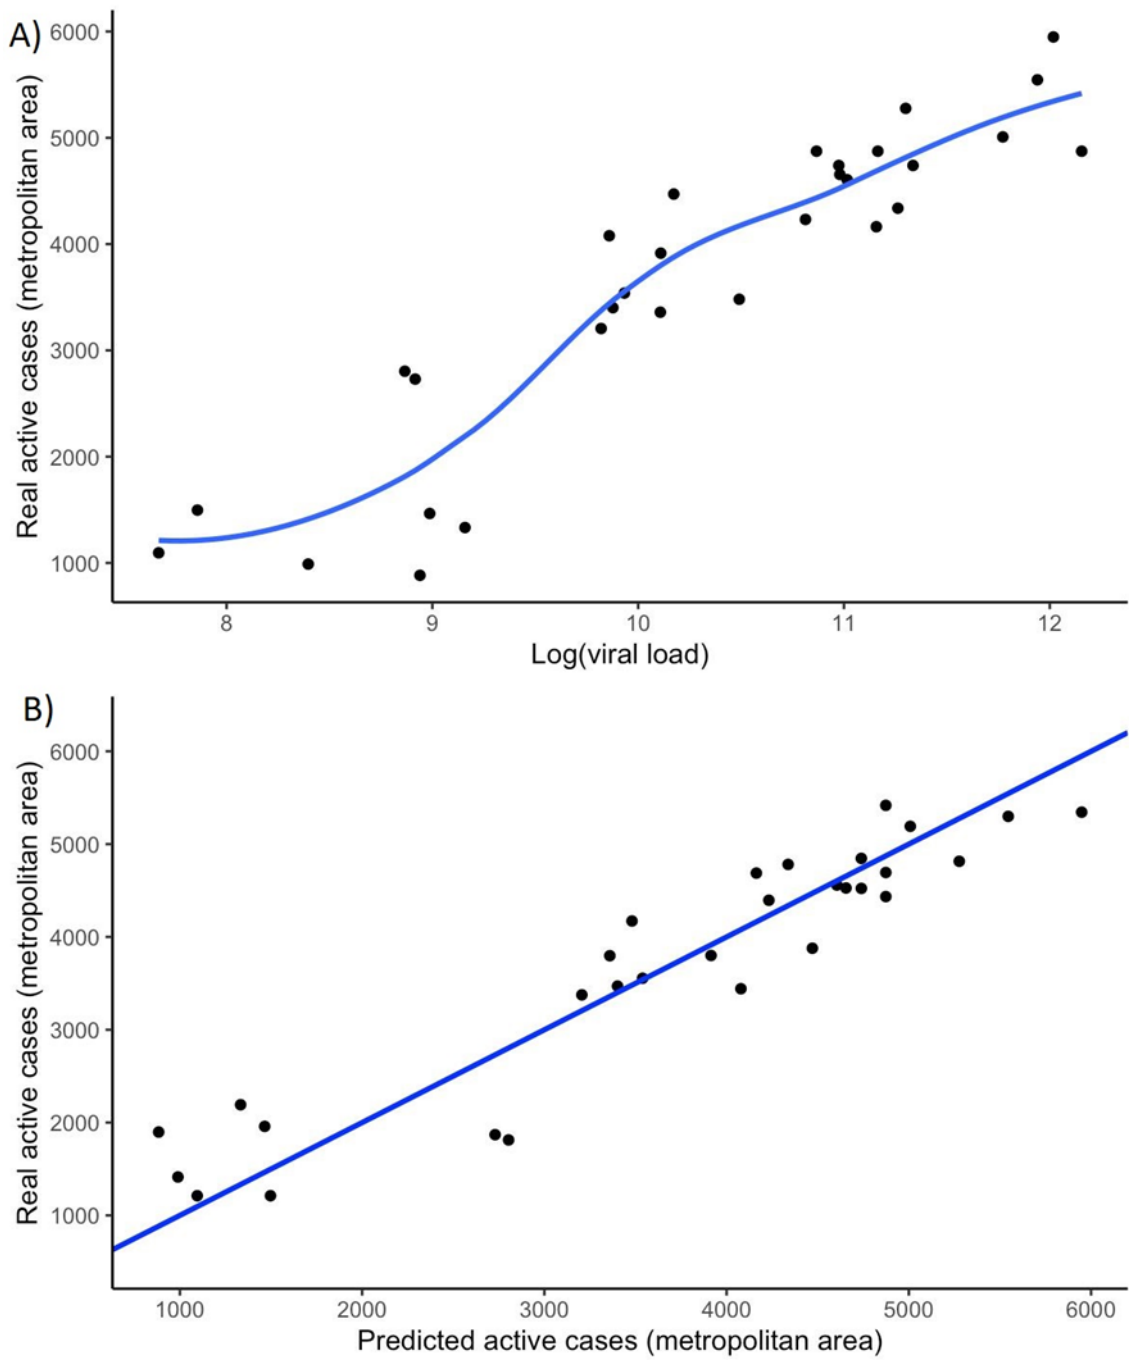 A)
Real active cases (metropolitan area)
6000
5000
4000
3000
2000
1000
8 9 10 11 12
Log(viral load)
B)
Real active cases (metropolitan area)
6000
5000
4000
3000
2000
1000
1000 2000 3000 4000 5000 6000
Predicted active cases (metropolitan area)